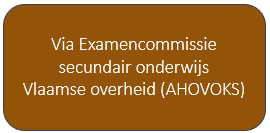 Via Examencommissie
secundair onderwijs
Vlaamse overheid (AHOVOKS)